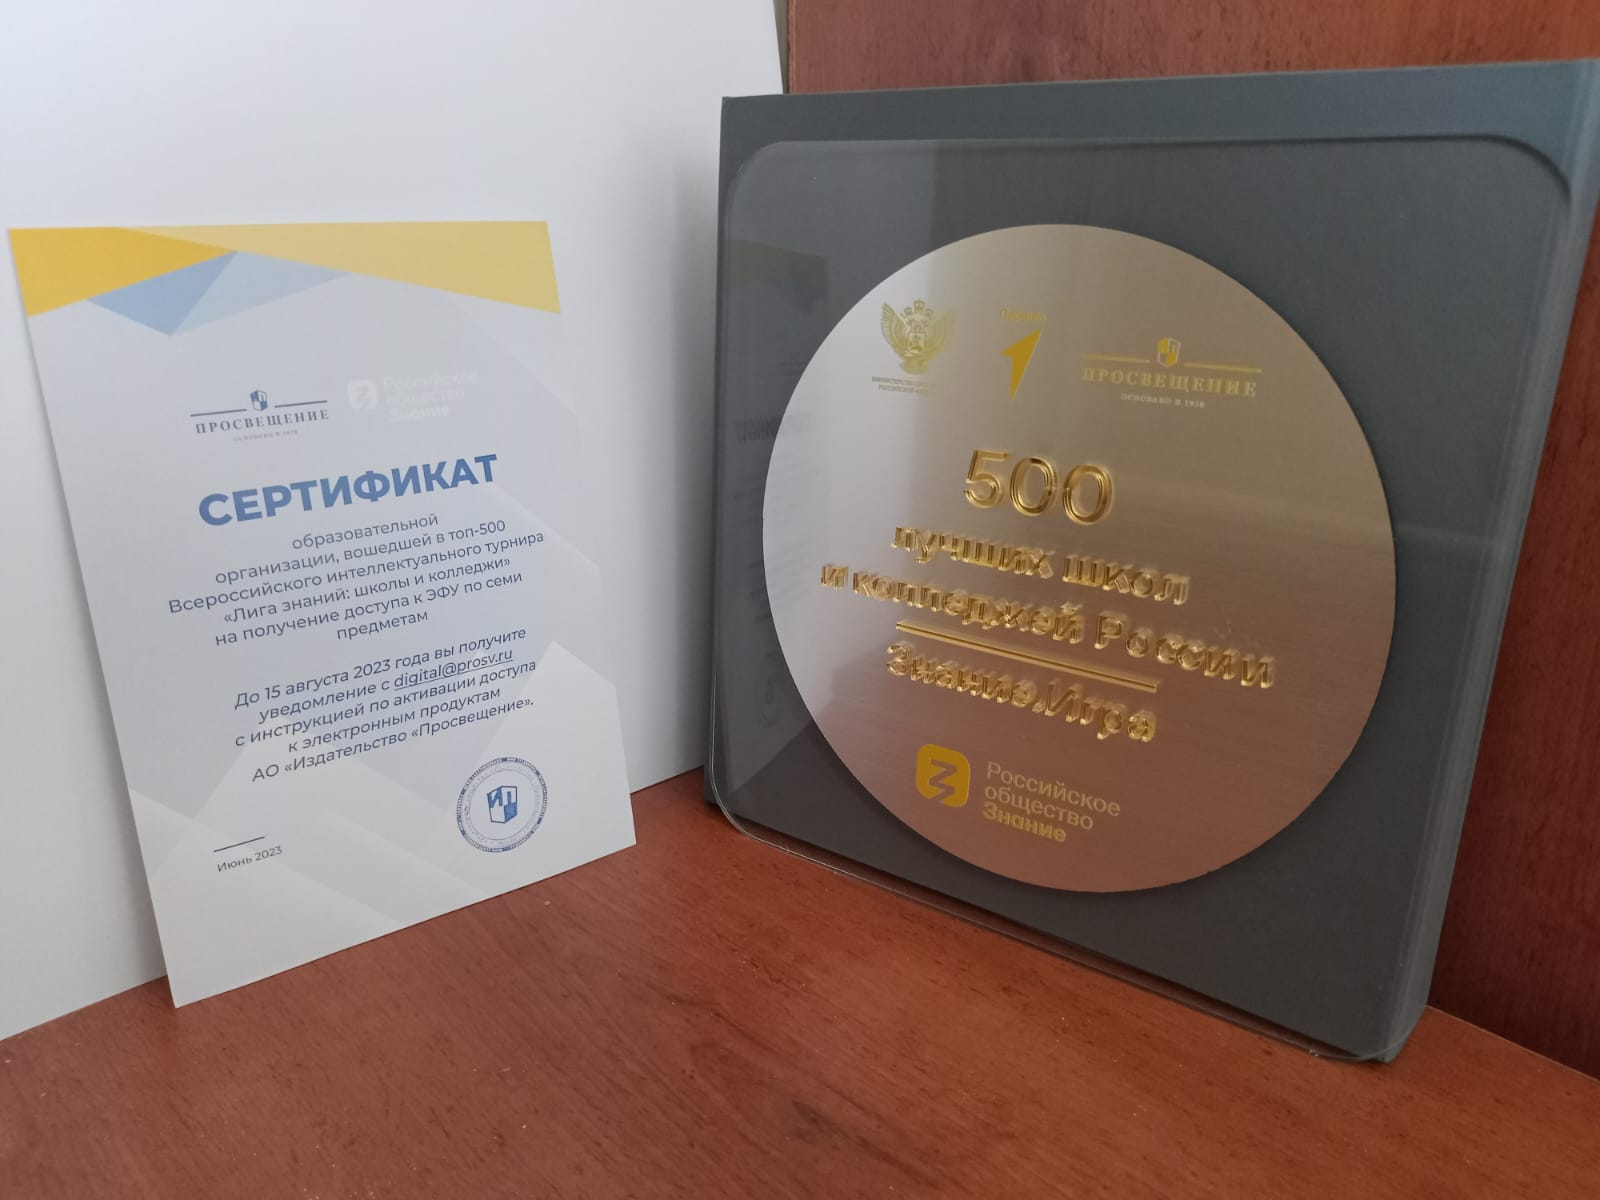 ПРОСВЕЩЕНИЕ
ОСНОВАНО В 1930
Российское
общество
Знание
СЕРТИФИКАТ
образовательной
организации, вошедшей в топ-500
Всероссийского интеллектуального турнира
«Лига знаний: школы и колледжи»
на получение доступа к ЭФУ по семи
предметам
До 15 августа 2023 года вы получите
уведомление с digital@prosv.ru
с инструкцией по активации доступа
к электронным продуктам
АО «Издательство «Просвещение».
Июнь 2023
ПРОСВЕЩЕНИЕ
ОСНОВАНО В 1930
500
лучших школ
и колледжей России
Знание.Игра
Российское
общество
Знание